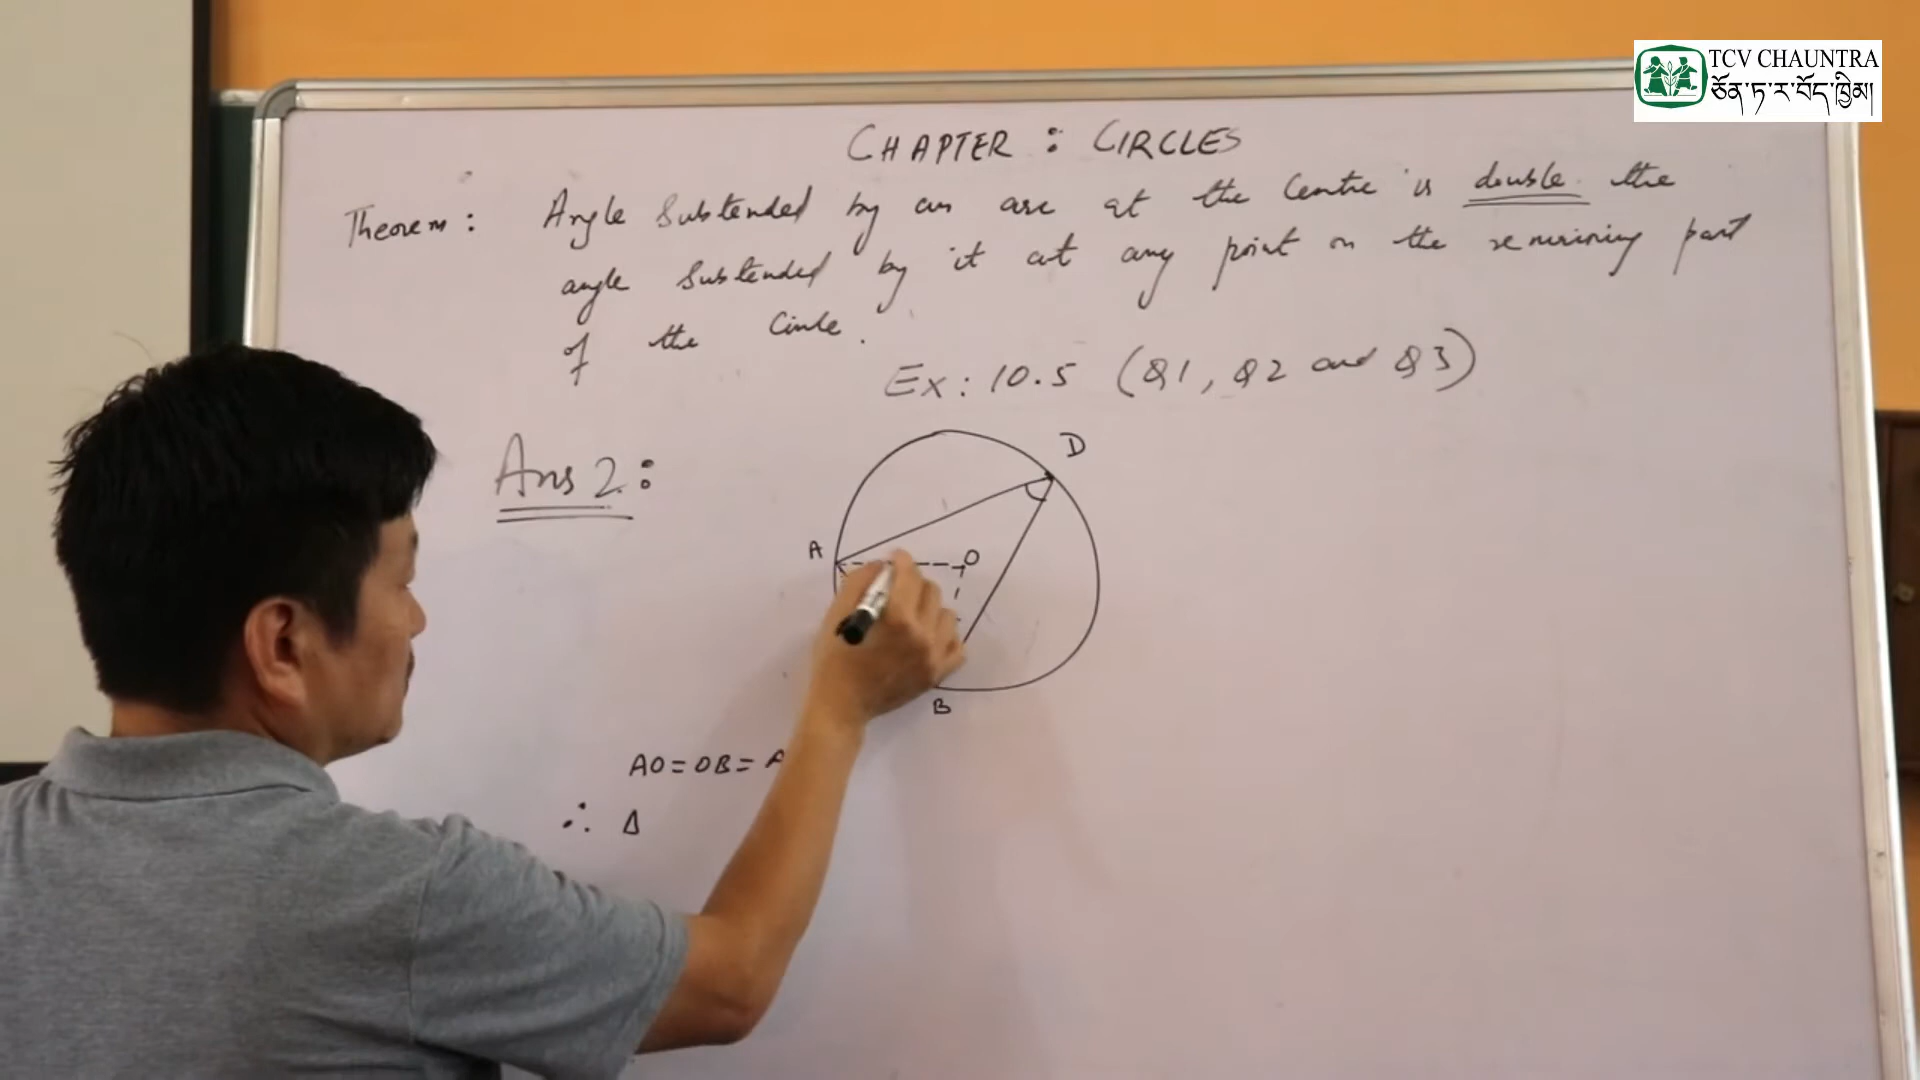 TCV CHAUNTRA
ཅོན་ཏ་ར་བོད་ཁྱིམ།
CHAPTER : CIRCLES
Theorem : Angle Subtended by an arc at the Centre is double the
angle Subtended by it at any point on the remaining part
of the Circle.
Ex : 10.5 (Q1, Q2 and Q3)
Ans 2 :
D
A
O
B
AO = OB = A
∴ Δ